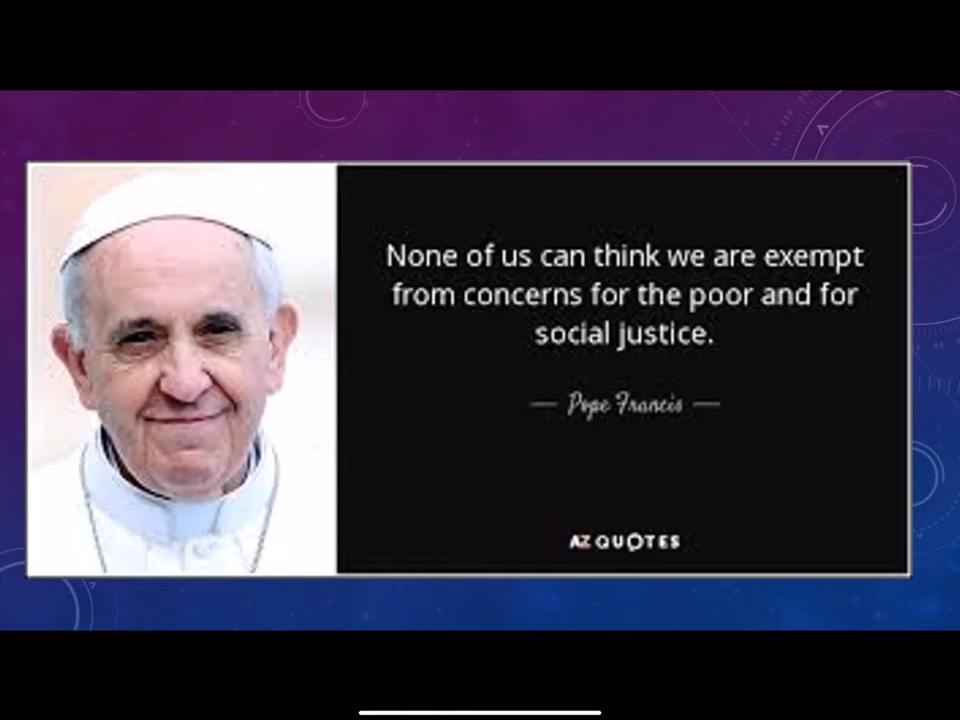 None of us can think we are exempt
from concerns for the poor and for
social justice.
— Pope Francis —
AZ QUOTES